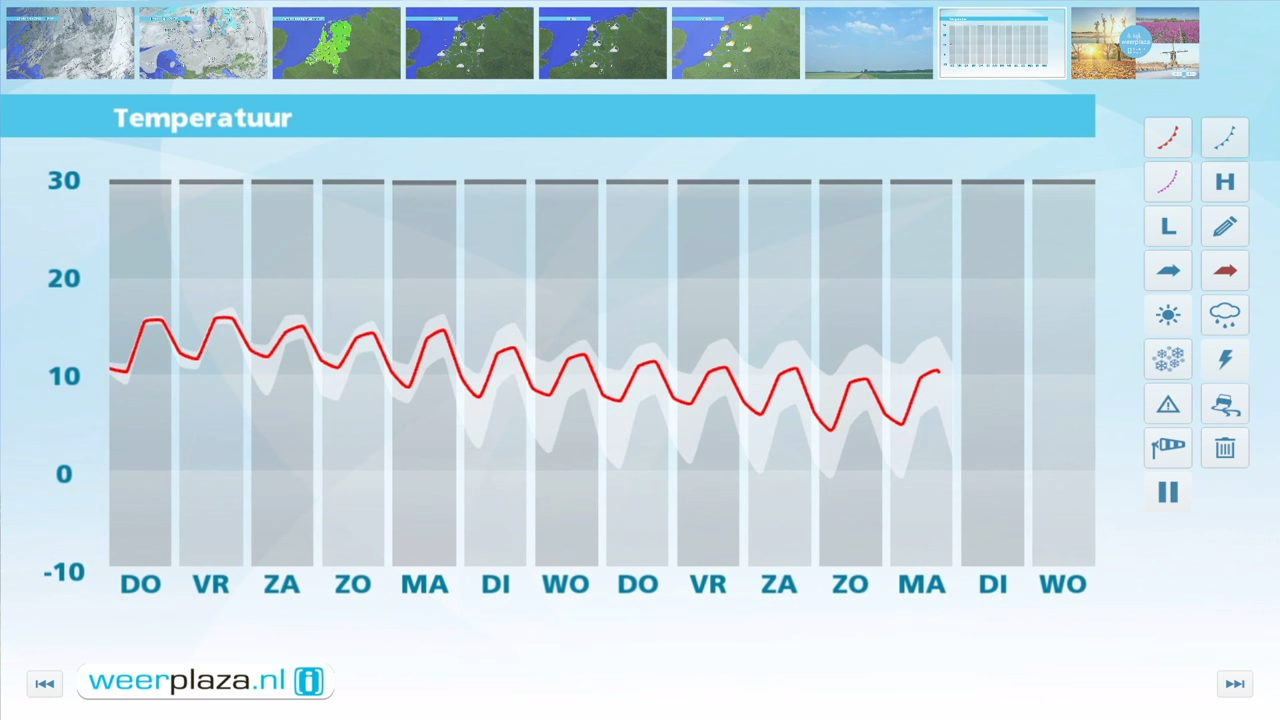 Temperatuur
30
20
10
0
-10
DO VR ZA ZO MA DI WO DO VR ZA ZO MA DI WO
H
L
weerplaza.nl i